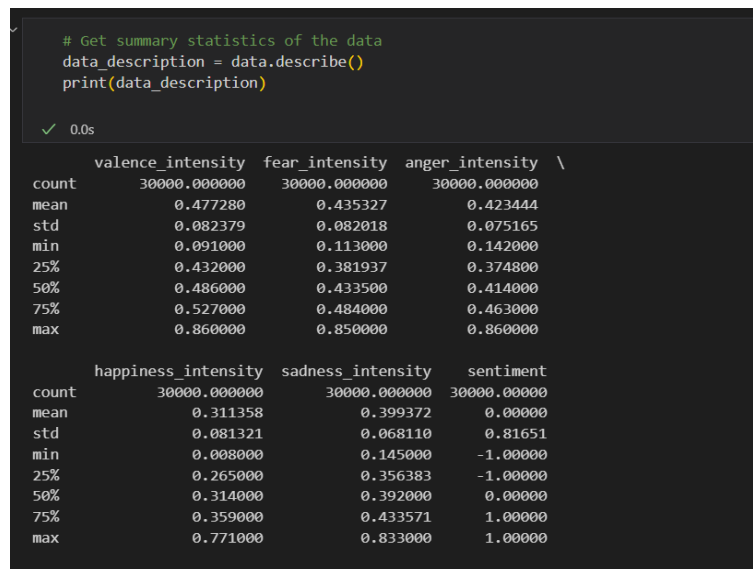 # Get summary statistics of the data
data_description = data.describe()
print(data_description)
0.0s
valence_intensity fear_intensity anger_intensity \
count 30000.000000 30000.000000 30000.000000
mean 0.477280 0.435327 0.423444
std 0.082379 0.082018 0.075165
min 0.091000 0.113000 0.142000
25% 0.432000 0.381937 0.374800
50% 0.486000 0.433500 0.414000
75% 0.527000 0.484000 0.463000
max 0.860000 0.850000 0.860000
happiness_intensity sadness_intensity sentiment
count 30000.000000 30000.000000 30000.00000
mean 0.311358 0.399372 0.00000
std 0.081321 0.068110 0.81651
min 0.008000 0.145000 -1.00000
25% 0.265000 0.356383 -1.00000
50% 0.314000 0.392000 0.00000
75% 0.359000 0.433571 1.00000
max 0.771000 0.833000 1.00000